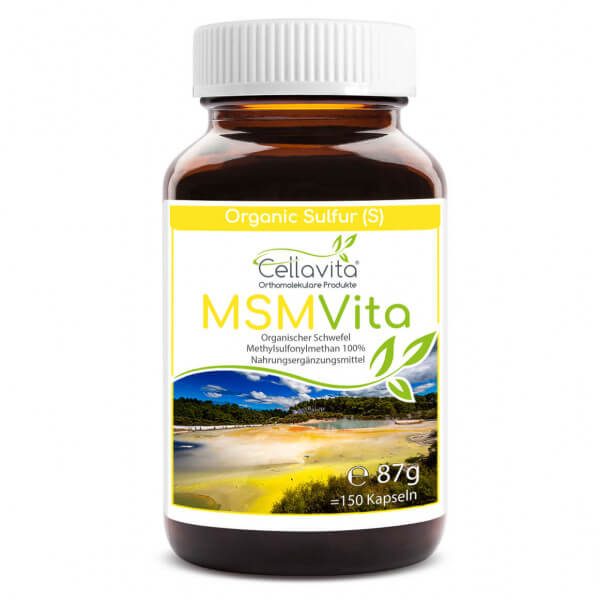 Organic Sulfur (S)
Cellavita®
Orthomolekulare Produkte
MSMVita
Organischer Schwefel
Methylsulfonylmethan 100%
Nahrungsergänzungsmittel
℮ 87g
=150 Kapseln